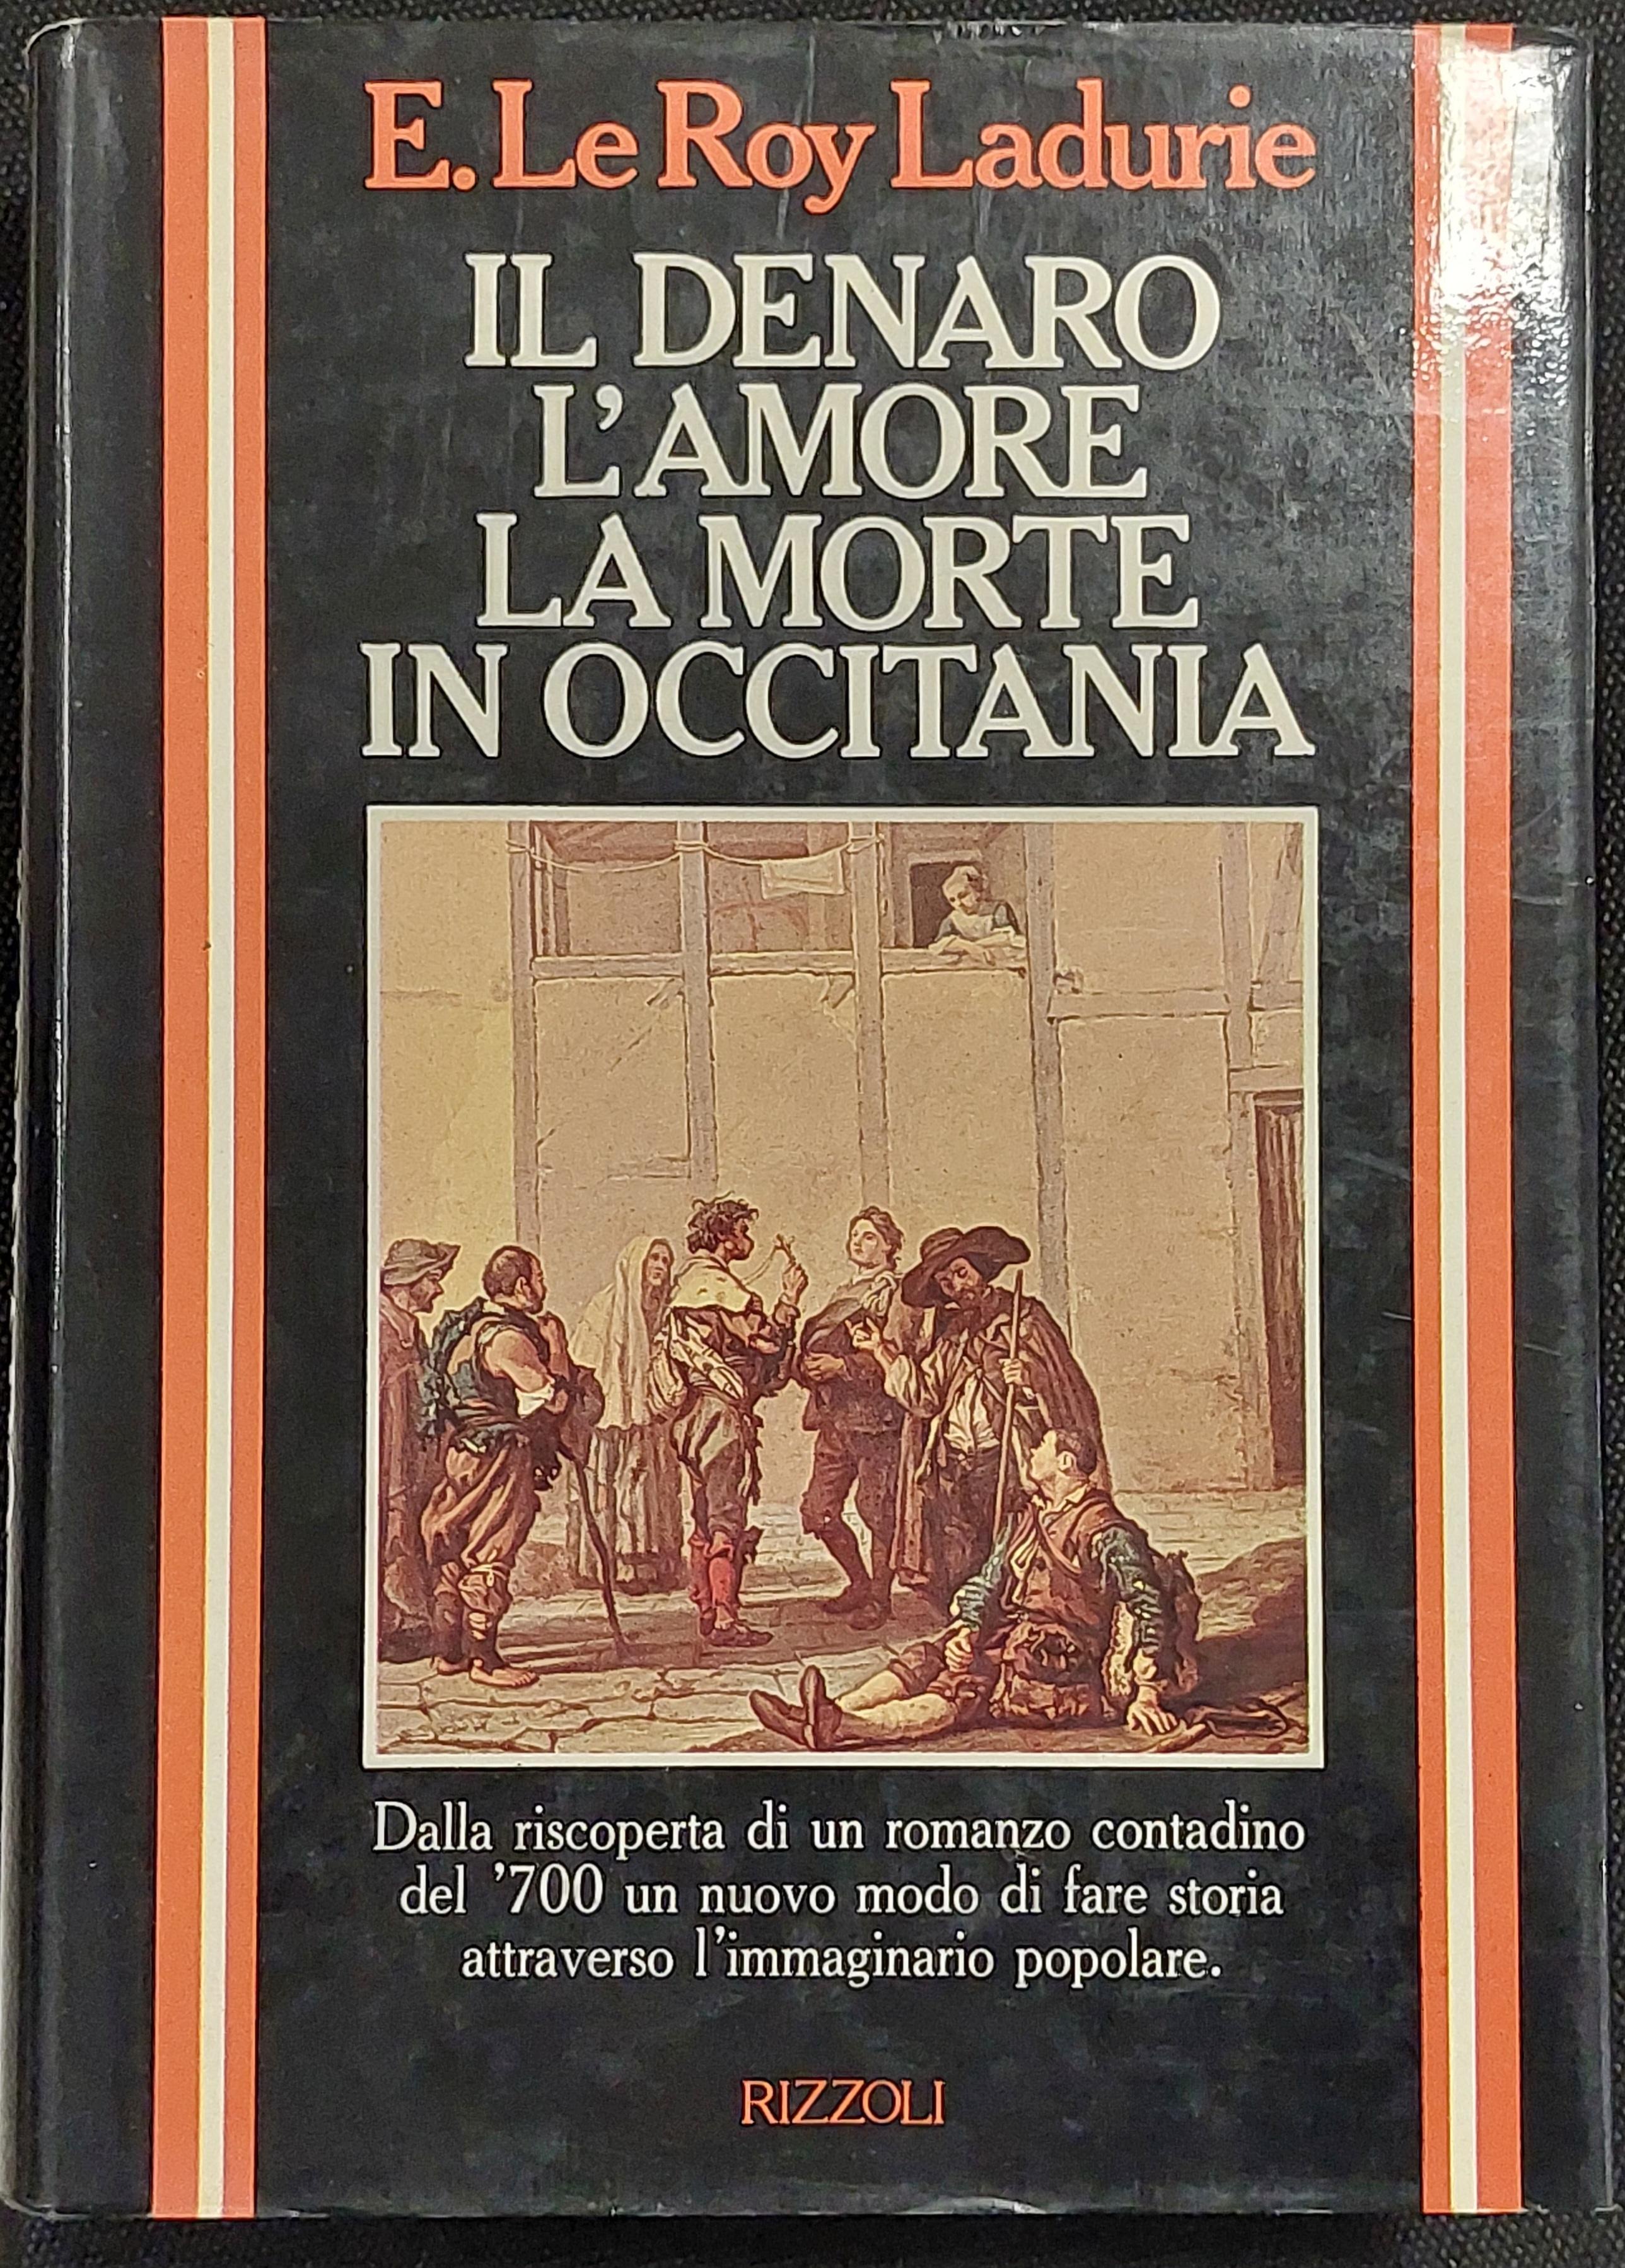 E. Le Roy Ladurie
IL DENARO
L'AMORE
LA MORTE
IN OCCITANIA
Dalla riscoperta di un romanzo contadino
del '700 un nuovo modo di fare storia
attraverso l'immaginario popolare.
RIZZOLI